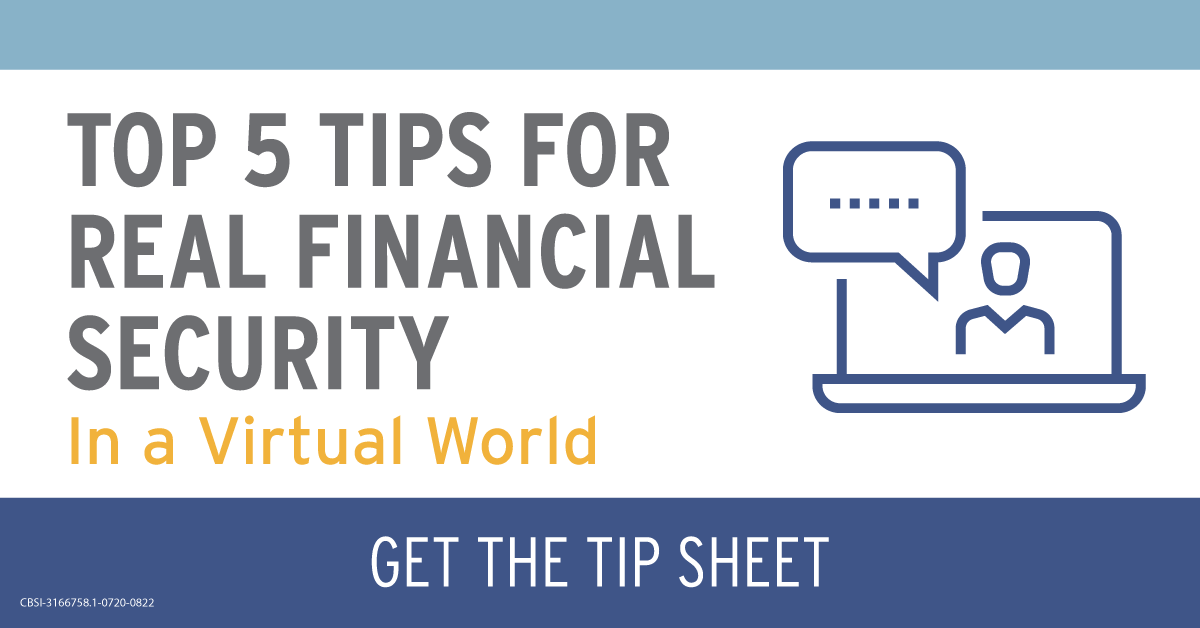 TOP 5 TIPS FOR
REAL FINANCIAL
SECURITY
In a Virtual World
GET THE TIP SHEET
CBSI-3166758.1-0720-0822